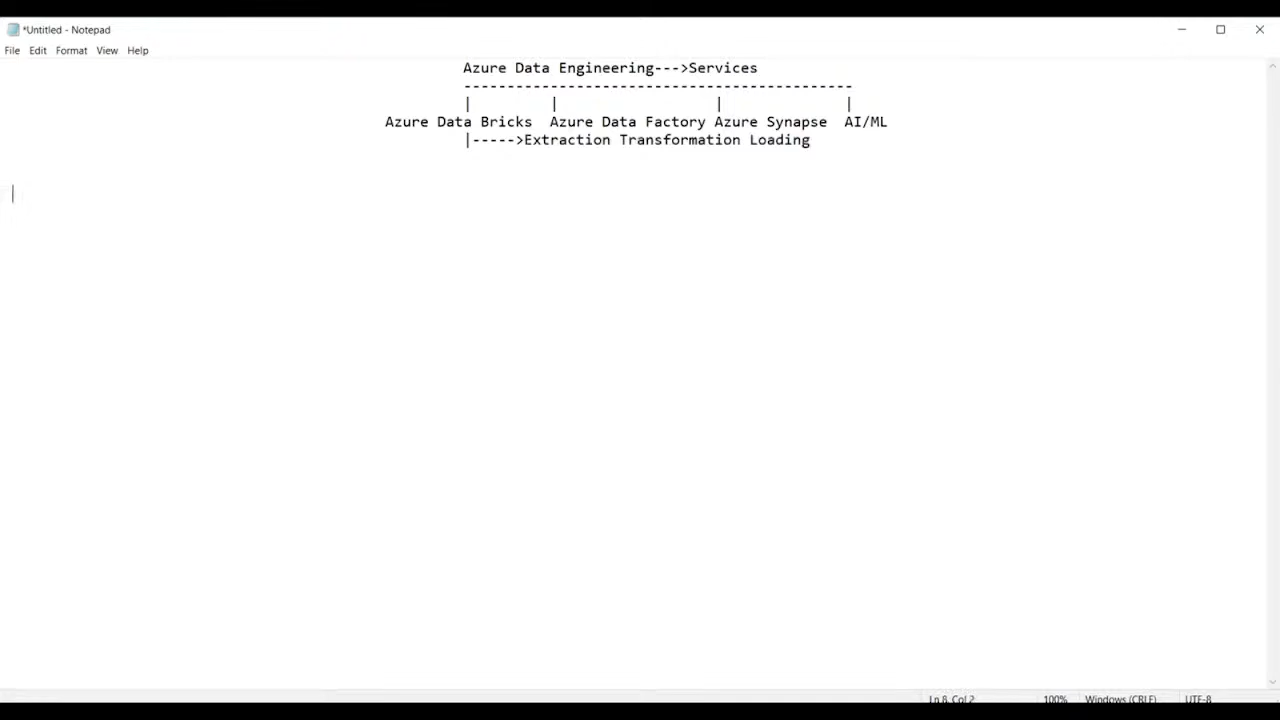 *Untitled - Notepad
File Edit Format View Help
Azure Data Engineering--->Services
---------------------------------------------
| | | |
Azure Data Bricks Azure Data Factory Azure Synapse AI/ML
|----->Extraction Transformation Loading
Ln 8, Col 2 100% Windows (CRLF) UTF-8